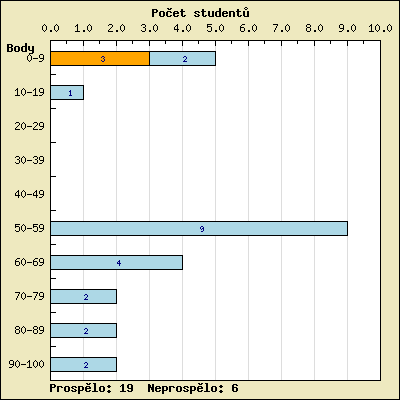 Počet studentů
0.0 1.0 2.0 3.0 4.0 5.0 6.0 7.0 8.0 9.0 10.0
Body
0-9 3 2
10-19 1
20-29
30-39
40-49
50-59 9
60-69 4
70-79 2
80-89 2
90-100 2
Prospělo: 19 Neprospělo: 6